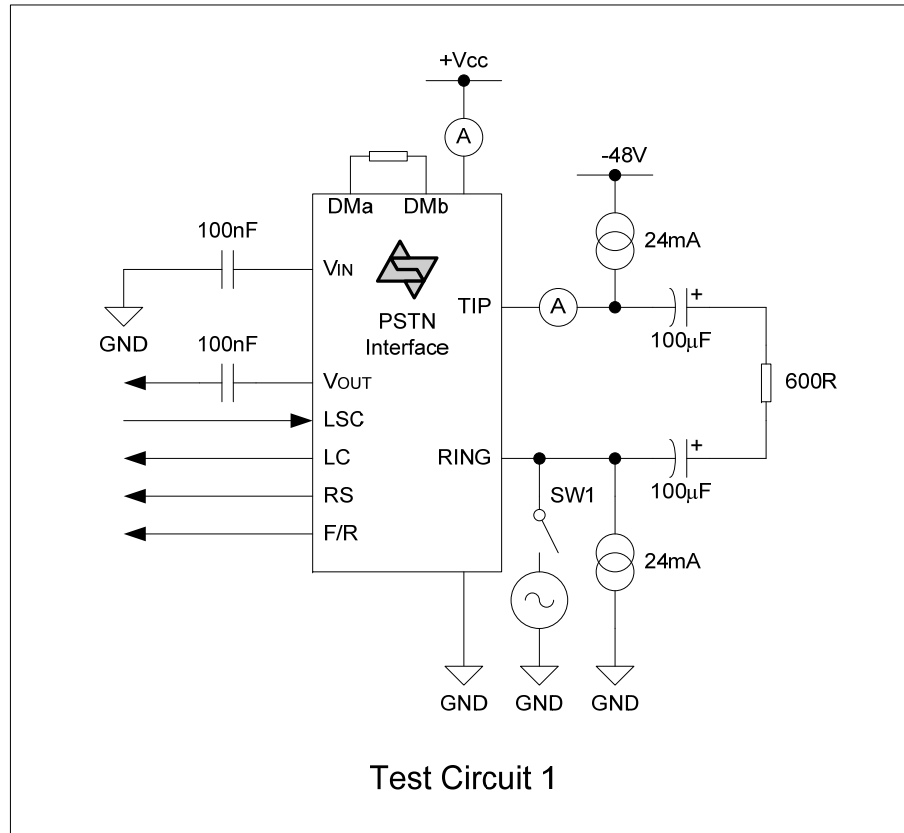 +Vcc
A
-48V
DMa DMb
24mA
100nF
VIN
TIP
A
PSTN
Interface
GND
100µF
+
100nF
VOUT
600R
LSC
LC
RING
+
RS
SW1
100µF
F/R
24mA
GND
GND
GND
Test Circuit 1